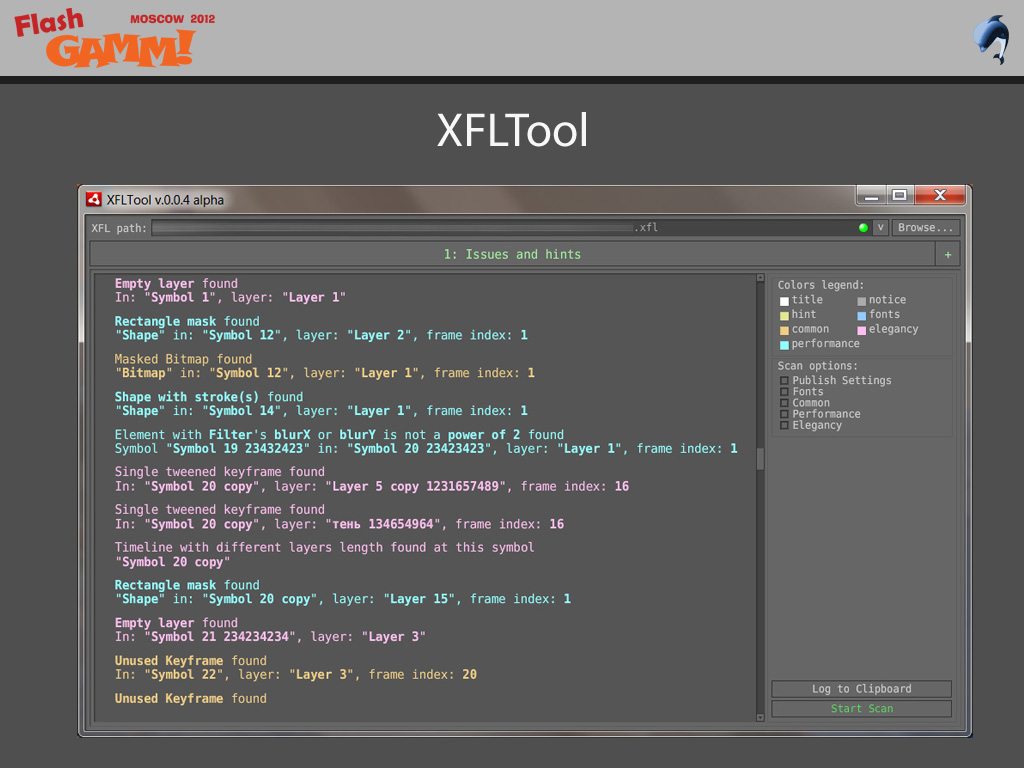 Flash
GAMM!
MOSCOW 2012
XFLTool
XFLTool v.0.0.4 alpha
XFL path:
.xfl
v
Browse...
1: Issues and hints
+
Empty layer found
In: "Symbol 1", layer: "Layer 1"
Rectangle mask found
"Shape" in: "Symbol 12", layer: "Layer 2", frame index: 1
Masked Bitmap found
"Bitmap" in: "Symbol 12", layer: "Layer 1", frame index: 1
Shape with stroke(s) found
"Shape" in: "Symbol 14", layer: "Layer 1", frame index: 1
Element with Filter's blurX or blurY is not a power of 2 found
Symbol "Symbol 19 23432423" in: "Symbol 20 23423423", layer: "Layer 1", frame index: 1
Single tweened keyframe found
In: "Symbol 20 copy", layer: "Layer 5 copy 1231657489", frame index: 16
Single tweened keyframe found
In: "Symbol 20 copy", layer: "тень 134654964", frame index: 16
Timeline with different layers length found at this symbol
"Symbol 20 copy"
Rectangle mask found
"Shape" in: "Symbol 20 copy", layer: "Layer 15", frame index: 1
Empty layer found
In: "Symbol 21 234234234", layer: "Layer 3"
Unused Keyframe found
In: "Symbol 22", layer: "Layer 3", frame index: 20
Unused Keyframe found
Colors legend:
title notice
hint fonts
common elegancy
performance
Scan options:
Publish Settings
Fonts
Common
Performance
Elegancy
Log to Clipboard
Start Scan